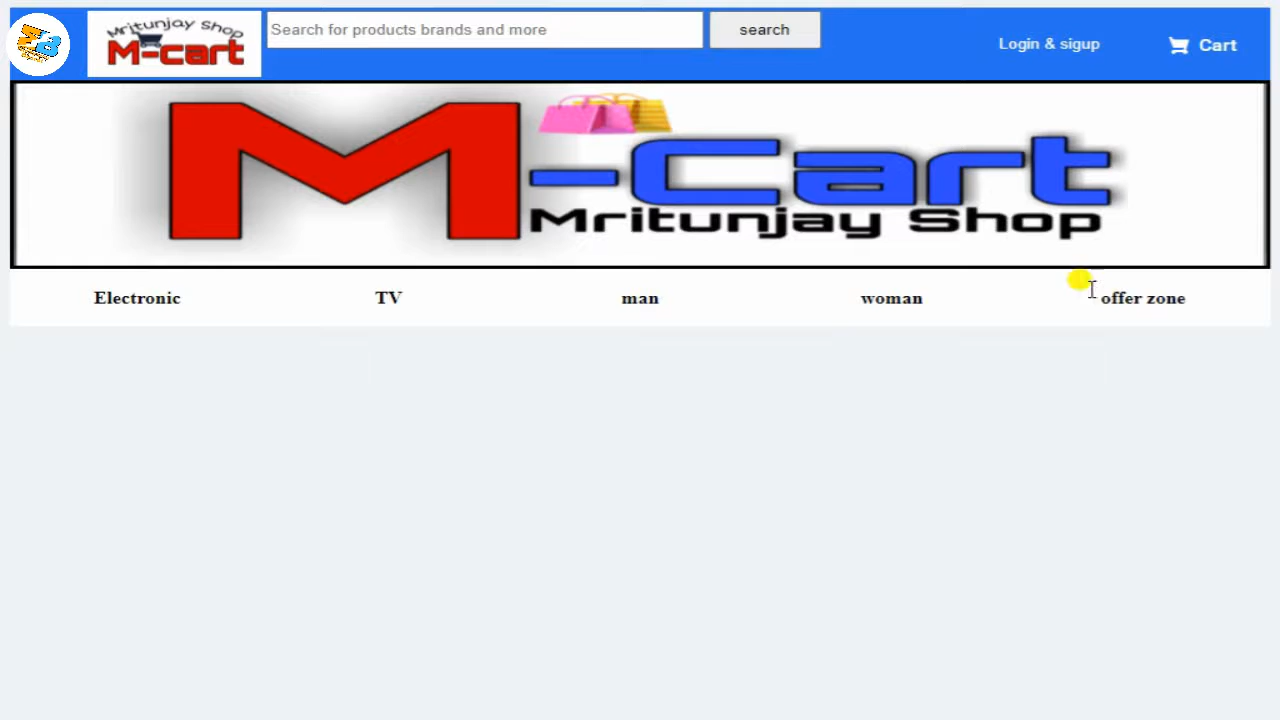 Mritunjay Shop
M-cart
Search for products brands and more
search
Login & sigup
Cart
M-Cart
Mritunjay Shop
Electronic
TV
man
woman
offer zone